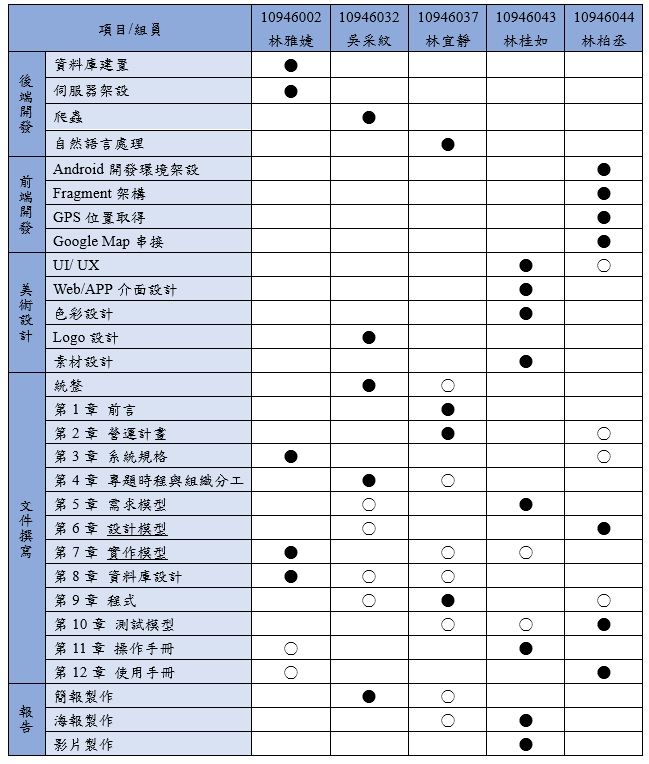 項目/組員 10946002 10946032 10946037 10946043 10946044
林雅婕 吳采紋 林宜靜 林桂如 林柏丞
後端開發
資料庫建置 ●
伺服器架設 ●
爬蟲 ●
自然語言處理 ●
前端開發
Android 開發環境架設 ●
Fragment 架構 ●
GPS 位置取得 ●
Google Map 串接 ●
美術設計
UI/ UX ● ○
Web/APP 介面設計 ●
色彩設計 ●
Logo 設計 ●
素材設計 ●
文件撰寫
統整 ● ○
第 1 章 前言 ●
第 2 章 營運計畫 ● ○
第 3 章 系統規格 ● ○
第 4 章 專題時程與組織分工 ● ○
第 5 章 需求模型 ○ ●
第 6 章 設計模型 ○ ●
第 7 章 實作模型 ● ○ ○
第 8 章 資料庫設計 ● ○ ○
第 9 章 程式 ○ ● ○
第 10 章 測試模型 ○ ○ ●
第 11 章 操作手冊 ○ ●
第 12 章 使用手冊 ○ ●
報告
簡報製作 ● ○
海報製作 ○ ●
影片製作 ●